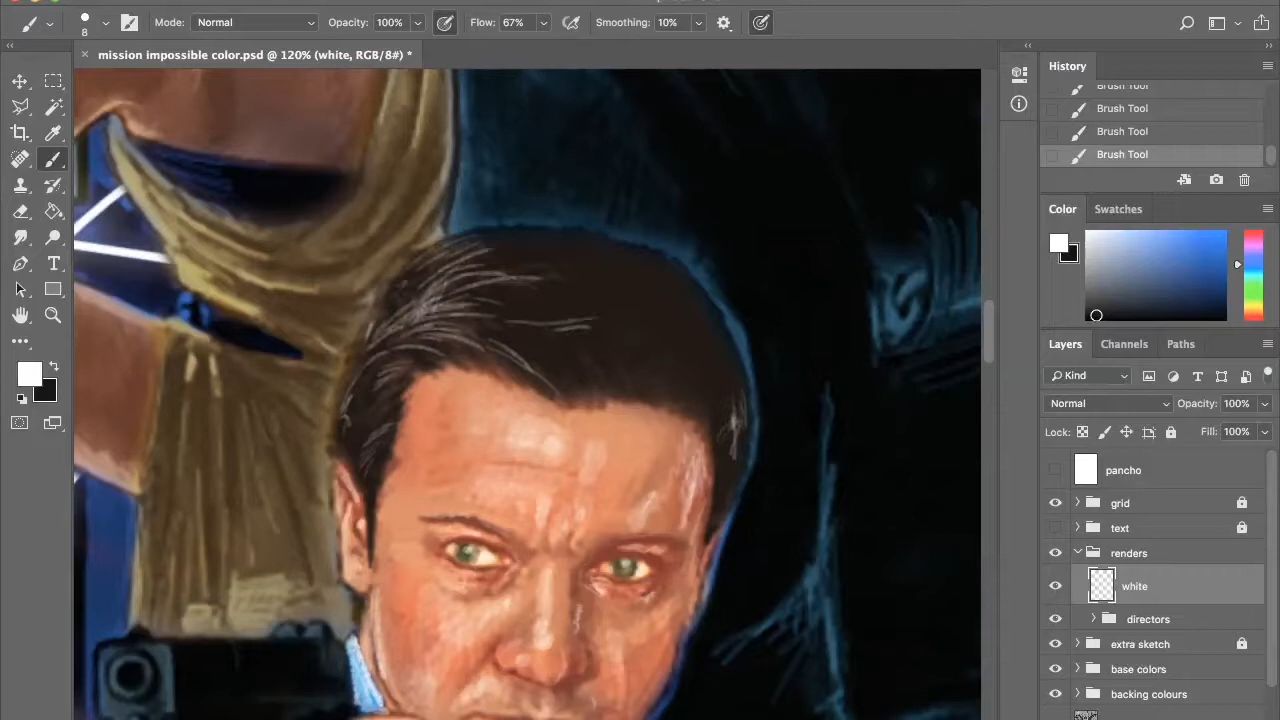 8
Mode: Normal
Opacity: 100%
Flow: 67%
Smoothing: 10%
mission impossible color.psd @ 120% (white, RGB/8#) *
History
Brush Tool
Brush Tool
Brush Tool
Brush Tool
Color Swatches
Layers Channels Paths
Kind
Normal Opacity: 100%
Lock: Fill: 100%
pancho
grid
text
renders
white
directors
extra sketch
base colors
backing colours